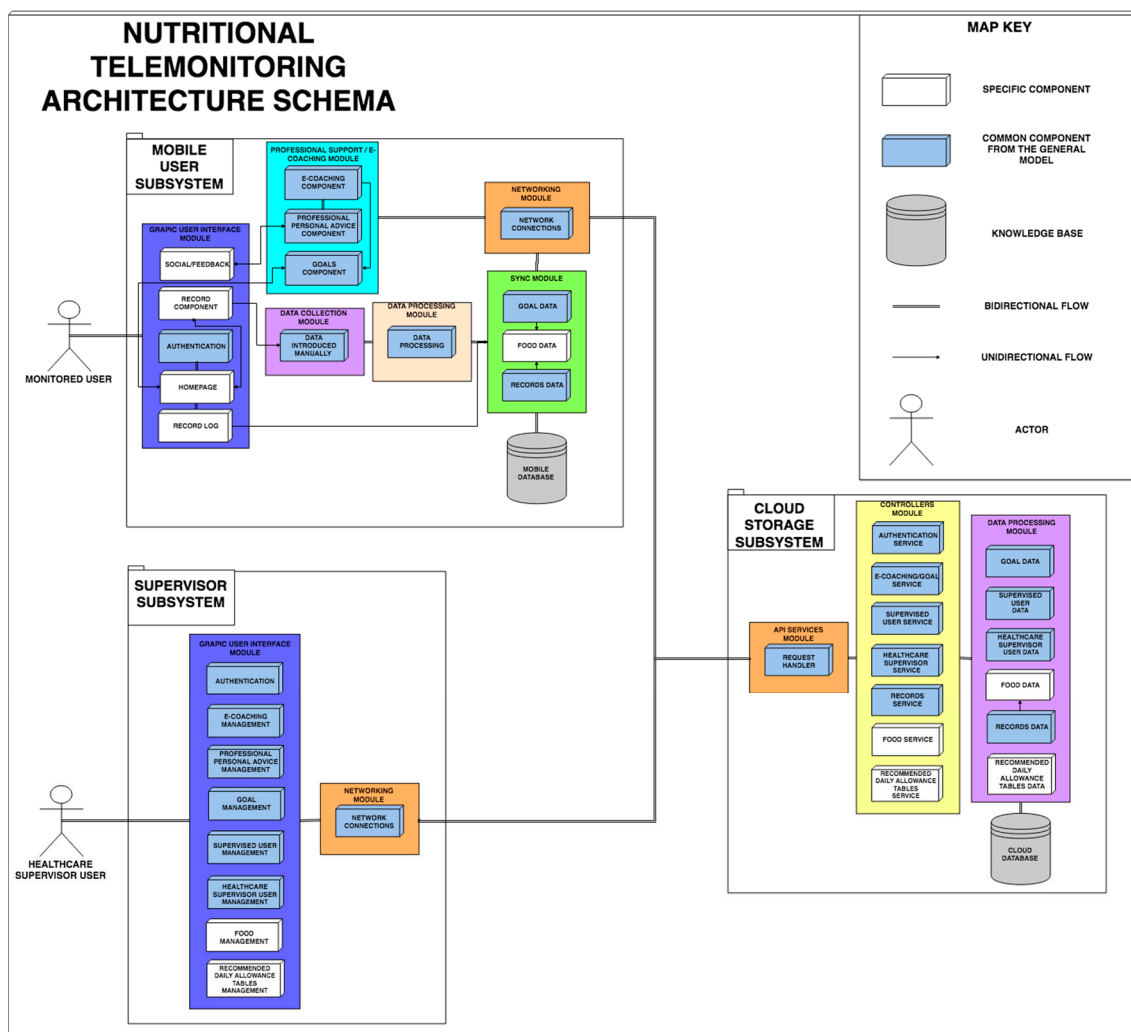 NUTRITIONAL
TELEMONITORING
ARCHITECTURE SCHEMA
MAP KEY
SPECIFIC COMPONENT
COMMON COMPONENT
FROM THE GENERAL
MODEL
KNOWLEDGE BASE
BIDIRECTIONAL FLOW
UNIDIRECTIONAL FLOW
ACTOR
MOBILE
USER
SUBSYSTEM
PROFESSIONAL SUPPORT / E-
COACHING MODULE
E-COACHING
COMPONENT
PROFESSIONAL
PERSONAL ADVICE
COMPONENT
GOALS
COMPONENT
NETWORKING
MODULE
NETWORK
CONNECTIONS
GRAPIC USER INTERFACE
MODULE
SOCIAL/FEEDBACK
RECORD
COMPONENT
AUTHENTICATION
HOMEPAGE
RECORD LOG
MONITORED USER
DATA COLLECTION
MODULE
DATA
INTRODUCED
MANUALLY
DATA PROCESSING
MODULE
DATA
PROCESSING
SYNC MODULE
GOAL DATA
FOOD DATA
RECORDS DATA
MOBILE
DATABASE
SUPERVISOR
SUBSYSTEM
GRAPIC USER INTERFACE
MODULE
AUTHENTICATION
E-COACHING
MANAGEMENT
PROFESSIONAL
PERSONAL ADVICE
MANAGEMENT
GOAL
MANAGEMENT
SUPERVISED USER
MANAGEMENT
HEALTHCARE
SUPERVISOR USER
MANAGEMENT
FOOD
MANAGEMENT
RECOMMENDED
DAILY ALLOWANCE
TABLES
MANAGEMENT
HEALTHCARE
SUPERVISOR USER
NETWORKING
MODULE
NETWORK
CONNECTIONS
CLOUD
STORAGE
SUBSYSTEM
API SERVICES
MODULE
REQUEST
HANDLER
CONTROLLERS
MODULE
AUTHENTICATION
SERVICE
E-COACHING/GOAL
SERVICE
SUPERVISED
USER SERVICE
HEALTHCARE
SUPERVISOR
SERVICE
RECORDS
SERVICE
FOOD SERVICE
RECOMMENDED
DAILY ALLOWANCE
TABLES
SERVICE
DATA PROCESSING
MODULE
GOAL DATA
SUPERVISED
USER
DATA
HEALTHCARE
SUPERVISOR
USER DATA
FOOD DATA
RECORDS DATA
RECOMMENDED
DAILY
ALLOWANCE
TABLES DATA
CLOUD
DATABASE